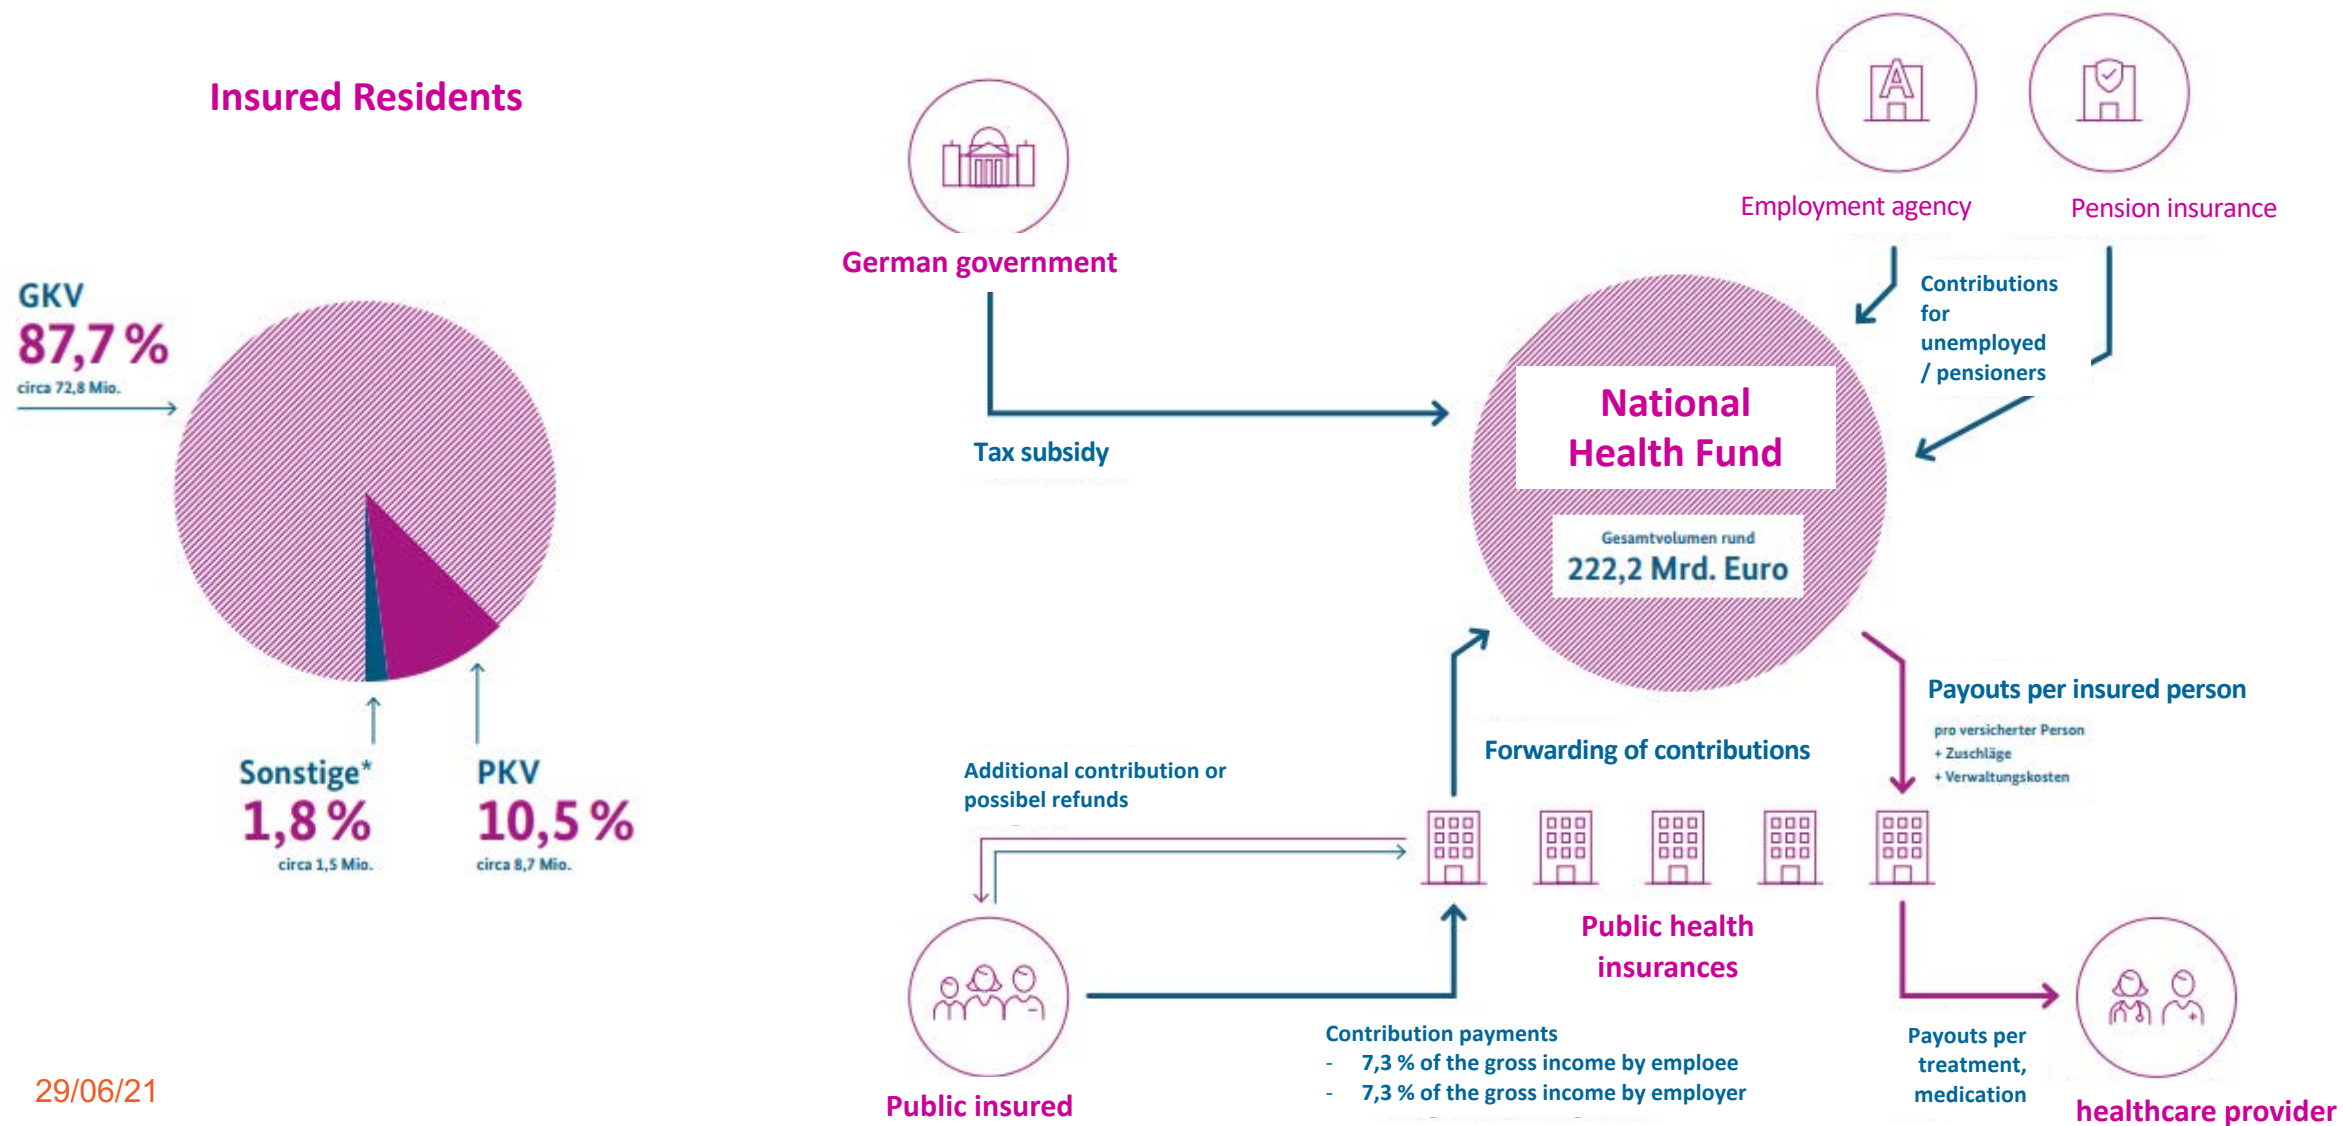 Insured Residents
GKV
87,7 %
circa 72,8 Mio.
Sonstige*
1,8 %
circa 1,5 Mio.
PKV
10,5 %
circa 8,7 Mio.
29/06/21
German government
Tax subsidy
Employment agency
Pension insurance
Contributions
for
unemployed
/ pensioners
National
Health Fund
Gesamtvolumen rund
222,2 Mrd. Euro
Payouts per insured person
pro versicherter Person
+ Zuschläge
+ Verwaltungskosten
Forwarding of contributions
Additional contribution or
possibel refunds
Public health
insurances
Public insured
Contribution payments
- 7,3 % of the gross income by emploee
- 7,3 % of the gross income by employer
Payouts per
treatment,
medication
healthcare provider